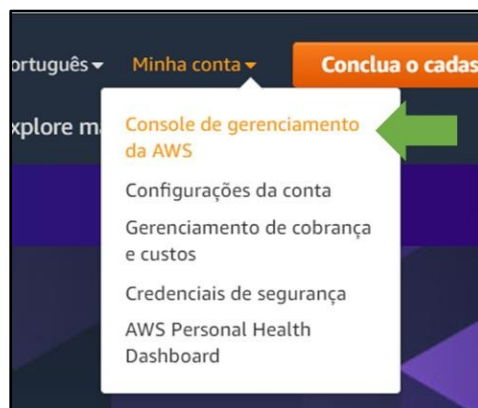 ortuguês Minha conta Conclua o cadas
xplore m
Console de gerenciamento
da AWS
Configurações da conta
Gerenciamento de cobrança
e custos
Credenciais de segurança
AWS Personal Health
Dashboard